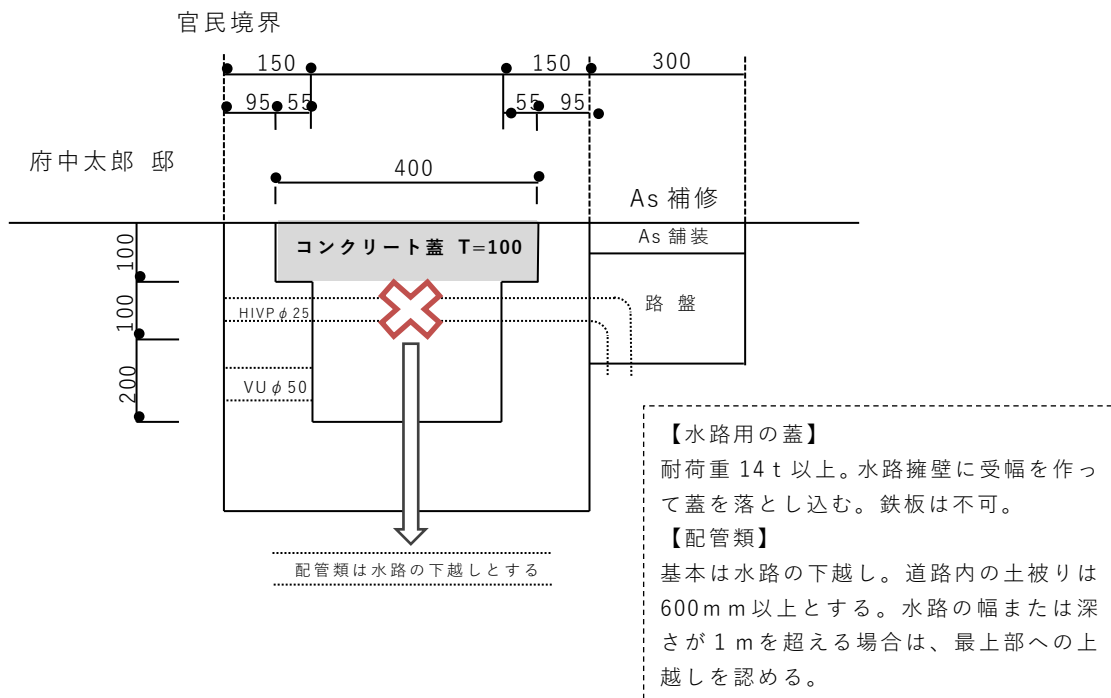 官民境界
150
150
300
95
55
55
95
府中太郎 邸
400
As 補修
As 舗装
コンクリート蓋 T=100
100
100
200
HIVPφ25
路 盤
VUφ50
配管類は水路の下越しとする
【水路用の蓋】
耐荷重 14ｔ以上。水路擁壁に受幅を作っ
て蓋を落とし込む。鉄板は不可。
【配管類】
基本は水路の下越し。道路内の土被りは
600ｍｍ以上とする。水路の幅または深
さが１ｍを超える場合は、最上部への上
越しを認める。